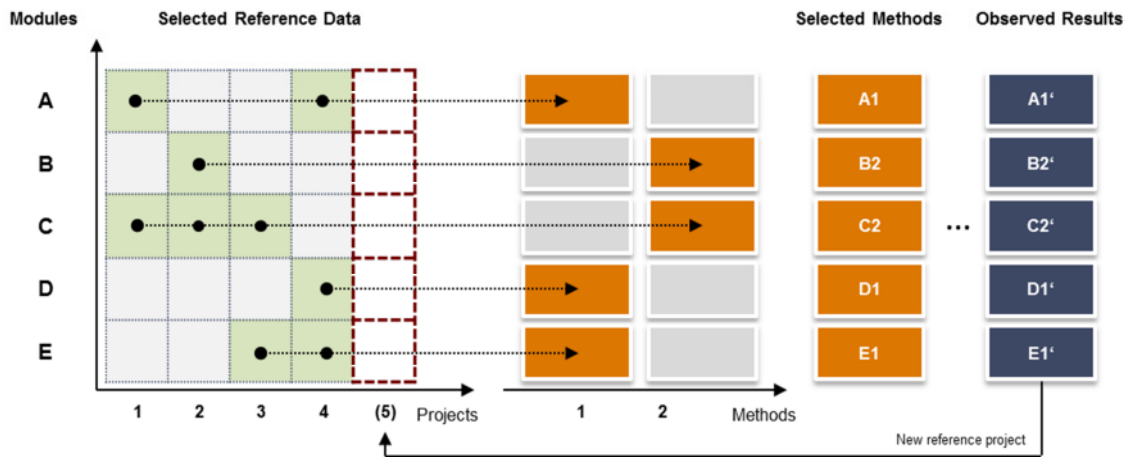 Modules Selected Reference Data Selected Methods Observed Results
A A1 A1‘
B B2 B2‘
C C2 ... C2‘
D D1 D1‘
E E1 E1‘
1 2 3 4 (5) Projects 1 2 Methods
New reference project